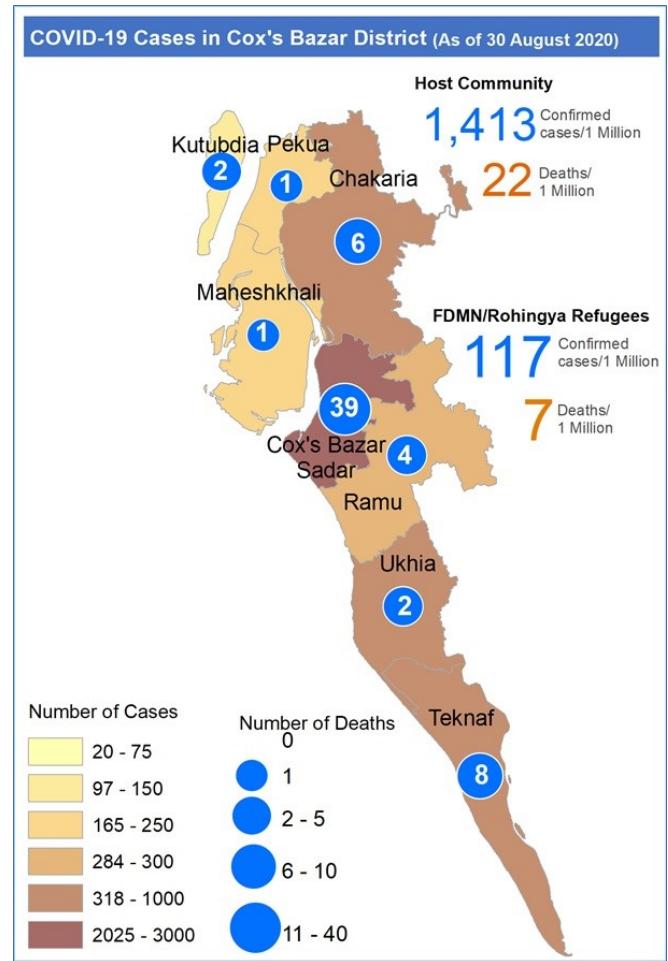 COVID-19 Cases in Cox's Bazar District (As of 30 August 2020)
Host Community
1,413 Confirmed
cases/1 Million
22 Deaths/
1 Million
Kutubdia
2
Pekua
1
Chakaria
6
Maheshkhali
1
FDMN/Rohingya Refugees
117 Confirmed
cases/1 Million
7 Deaths/
1 Million
39
Cox's Bazar
Sadar
4
Ramu
Ukhia
2
Teknaf
8
Number of Cases
20 - 75
97 - 150
165 - 250
284 - 300
318 - 1000
2025 - 3000
Number of Deaths
0
1
2 - 5
6 - 10
11 - 40